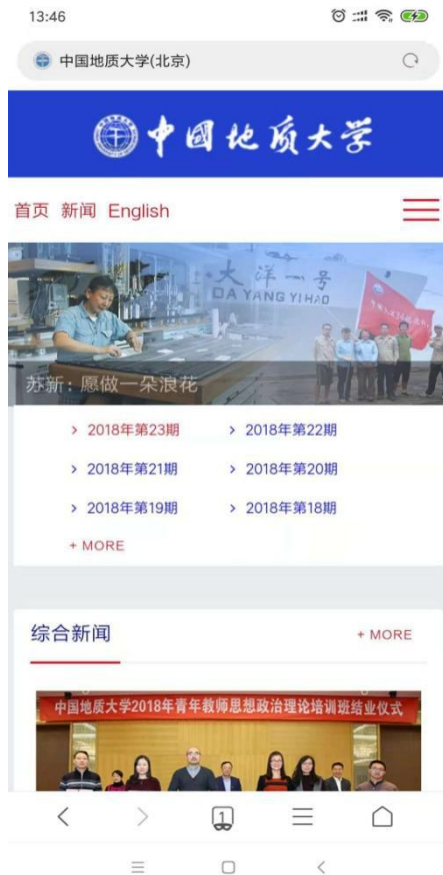 13:46
中国地质大学(北京)
中國地质大学
首页 新闻 English
大洋一号
DA YANG YI HAO
苏新：愿做一朵浪花
› 2018年第23期 › 2018年第22期
› 2018年第21期 › 2018年第20期
› 2018年第19期 › 2018年第18期
+ MORE
综合新闻 + MORE
中国地质大学2018年青年教师思想政治理论培训班结业仪式
1